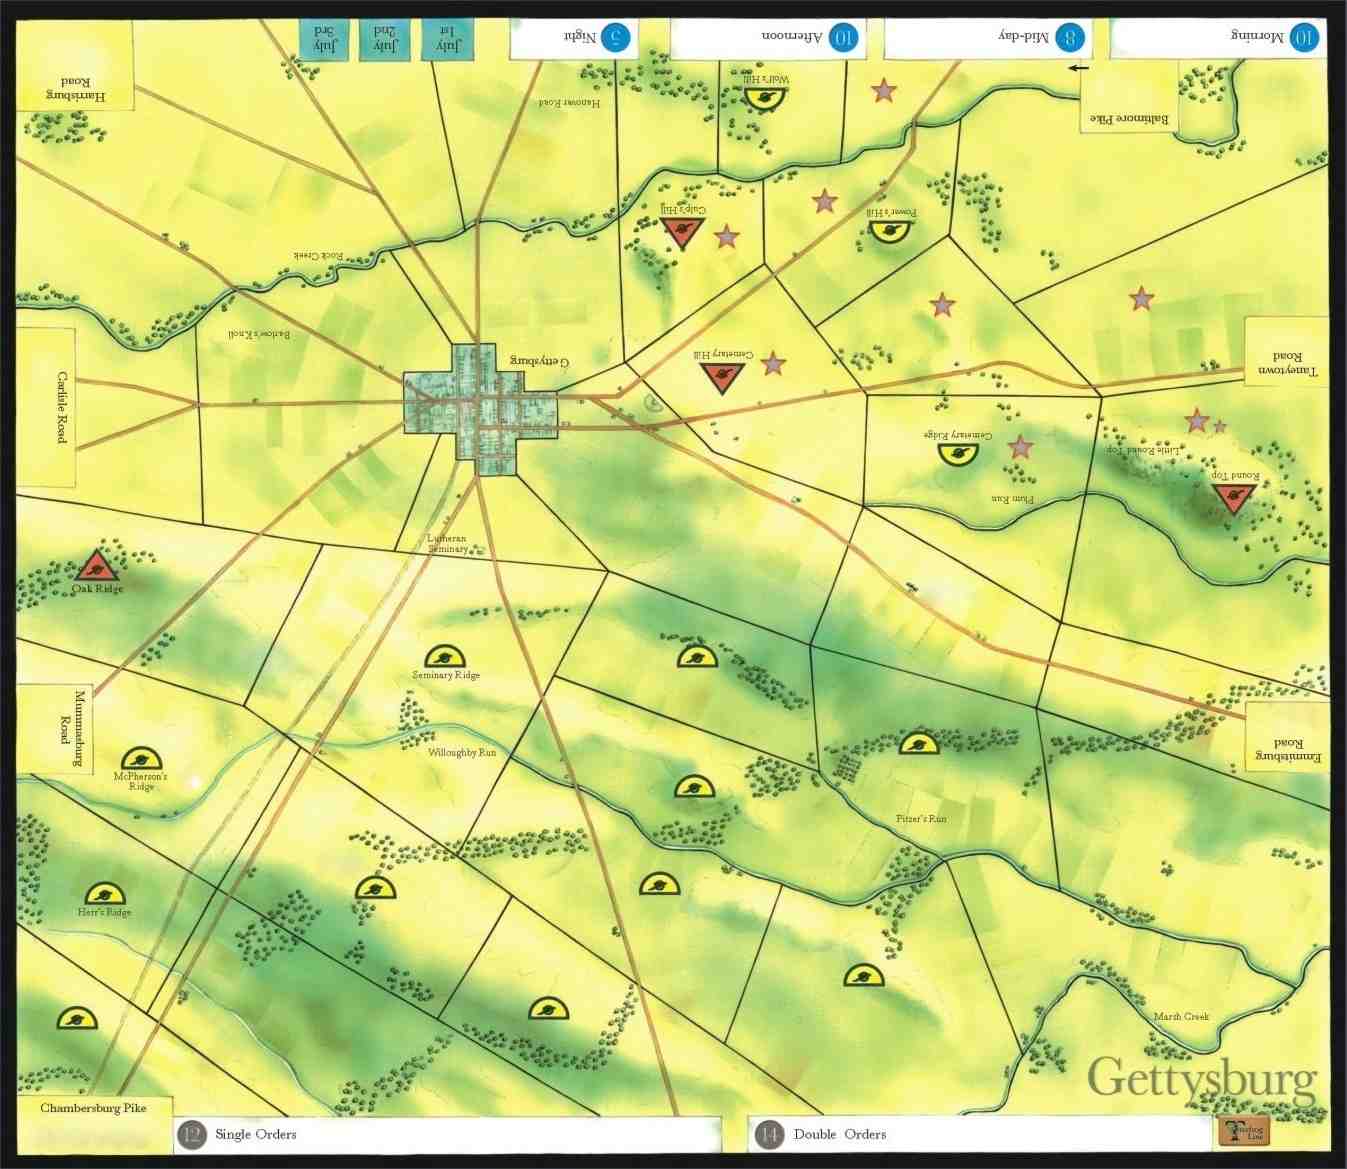 July 3rd
July 2nd
July 1st
Night 5
Afternoon 10
Mid-day 8
Morning 10
Harrisburg
Road
Hanover Road
Wolf's Hill
Baltimore Pike
Culp's Hill
Power's Hill
Rock Creek
Barlow's Knoll
Gettysburg
Cemetary Hill
Taneytown
Road
Carlisle Road
Cemetary Ridge
Little Round Top
Round Top
Plum Run
Lutheran
Seminary
Oak Ridge
Seminary Ridge
Mummasburg
Road
McPherson's
Ridge
Willoughby Run
Emmitsburg
Road
Pitzer's Run
Herr's Ridge
Marsh Creek
Gettysburg
Chambersburg Pike
12 Single Orders
14 Double Orders
Treefrog
Line